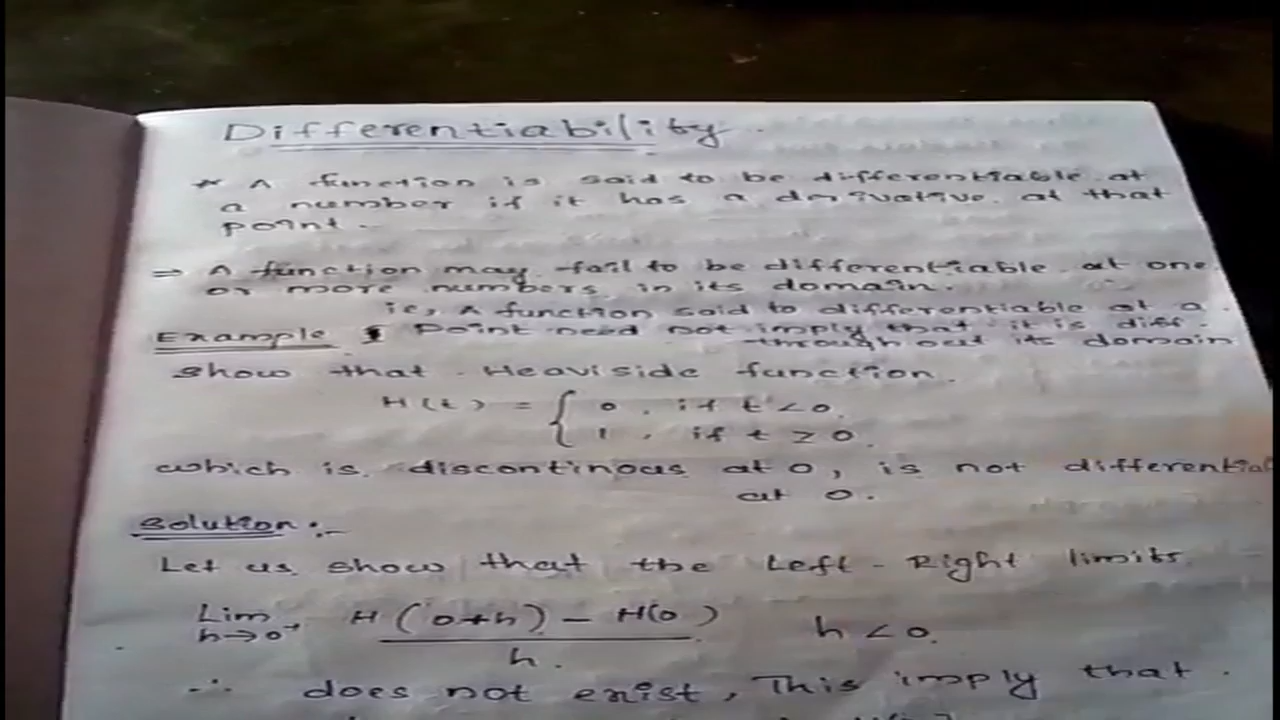 Differentiability
* A function is said to be differentiable at
a number if it has a derivative at that
point.
⇒ A function may fail to be differentiable at one
or more numbers in its domain.
ie, A function said to differentiable at a
Example 1 Point need not imply that it is diff.
throughout its domain
Show that Heaviside function.
H(t) = { 0, if t < 0.
1, if t ≥ 0.
which is discontinous at 0, is not differential
at 0.
Solution :-
Let us show that the Left - Right limits.
Lim h→0⁻ H(0+h) - H(0) / h. h < 0.
∴ does not exist, This imply that